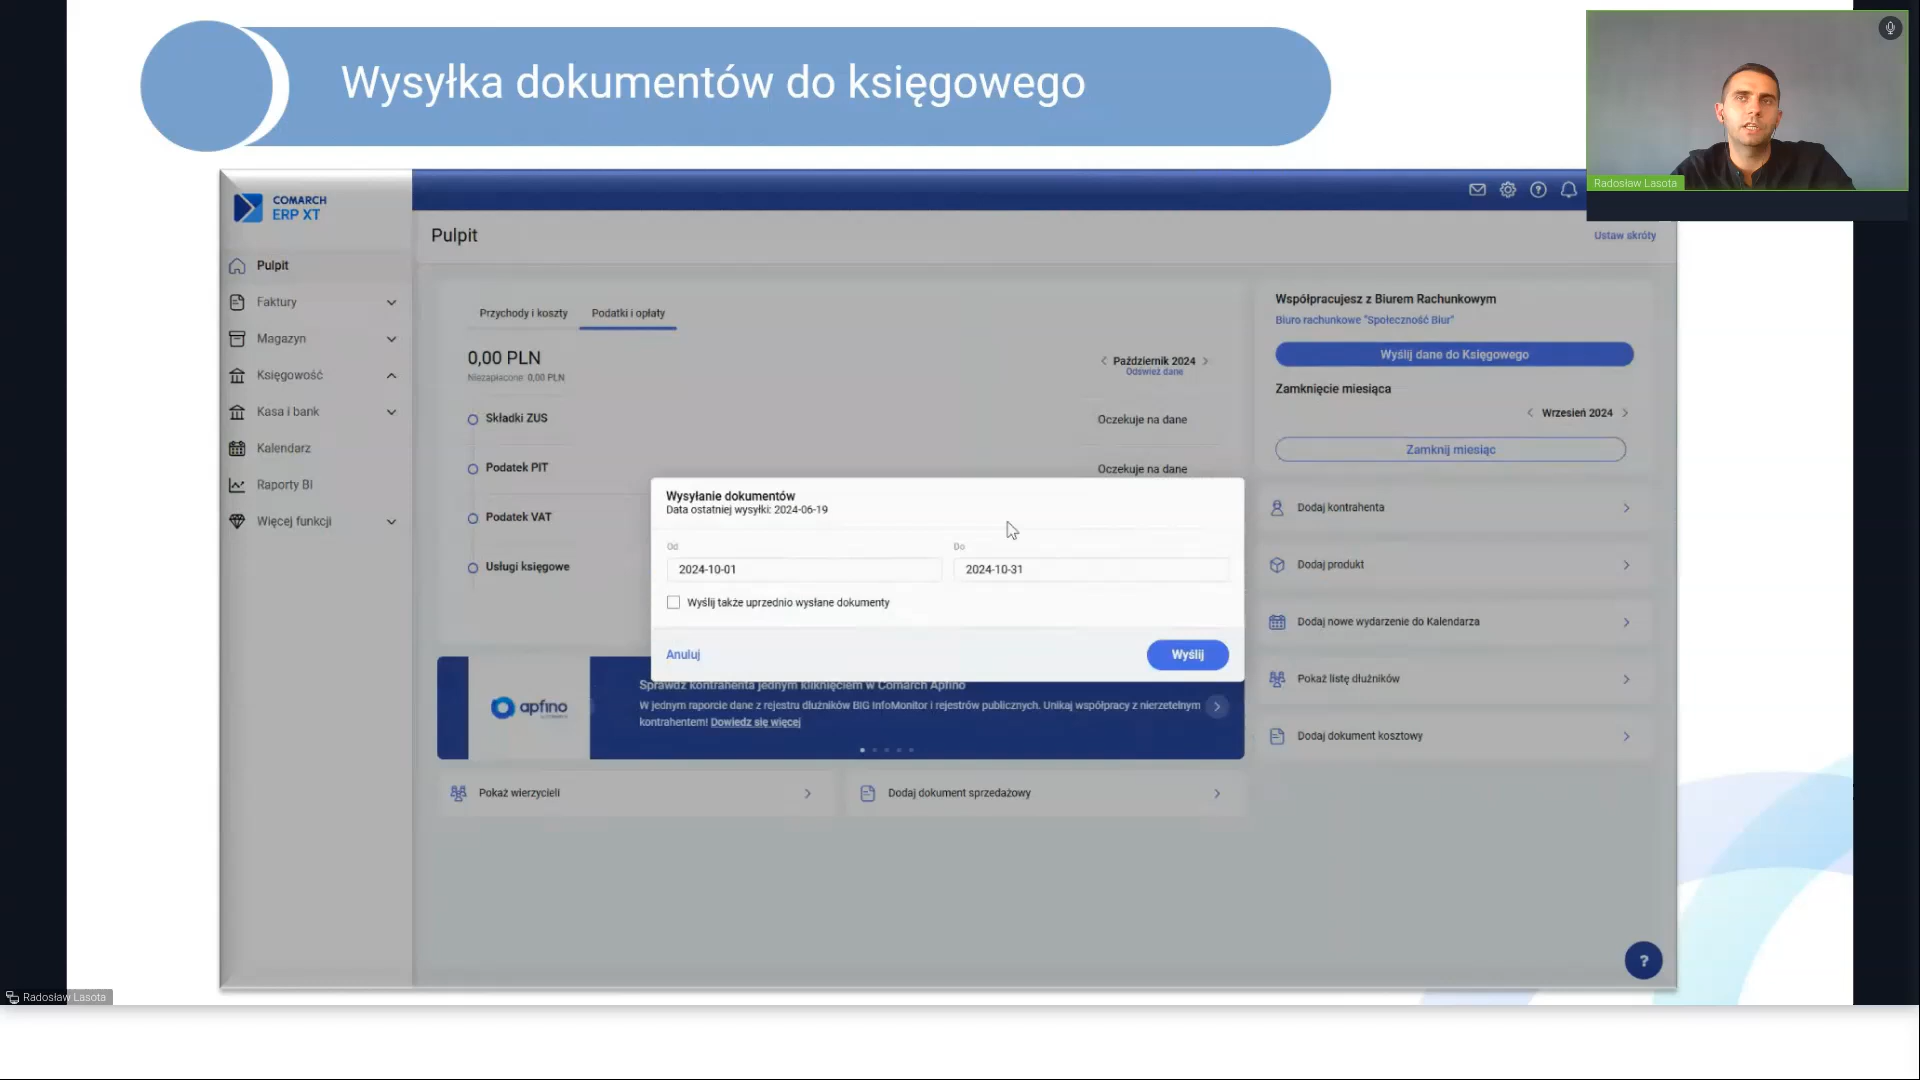 Wysyłka dokumentów do księgowego
Radosław Lasota
COMARCH
ERP XT
Pulpit
Ustaw skróty
Pulpit
Faktury
Magazyn
Księgowość
Kasa i bank
Kalendarz
Raporty BI
Więcej funkcji
Przychody i koszty
Podatki i opłaty
0,00 PLN
Niezapłacone: 0,00 PLN
Październik 2024
Odśwież dane
Składki ZUS
Oczekuje na dane
Podatek PIT
Oczekuje na dane
Podatek VAT
Usługi księgowe
Współpracujesz z Biurem Rachunkowym
Biuro rachunkowe "Społeczność Biur"
Wyślij dane do Księgowego
Zamknięcie miesiąca
Wrzesień 2024
Zamknij miesiąc
Dodaj kontrahenta
Dodaj produkt
Dodaj nowe wydarzenie do Kalendarza
Pokaż listę dłużników
Dodaj dokument kosztowy
Wysyłanie dokumentów
Data ostatniej wysyłki: 2024-06-19
Od
Do
2024-10-01
2024-10-31
Wyślij także uprzednio wysłane dokumenty
Anuluj
Wyślij
apfino
Sprawdź kontrahenta jednym kliknięciem w Comarch Apfino
W jednym raporcie dane z rejestru dłużników BIG InfoMonitor i rejestrów publicznych. Unikaj współpracy z nierzetelnym
kontrahentem! Dowiedz się więcej
Pokaż wierzycieli
Dodaj dokument sprzedażowy
?
Radosław Lasota